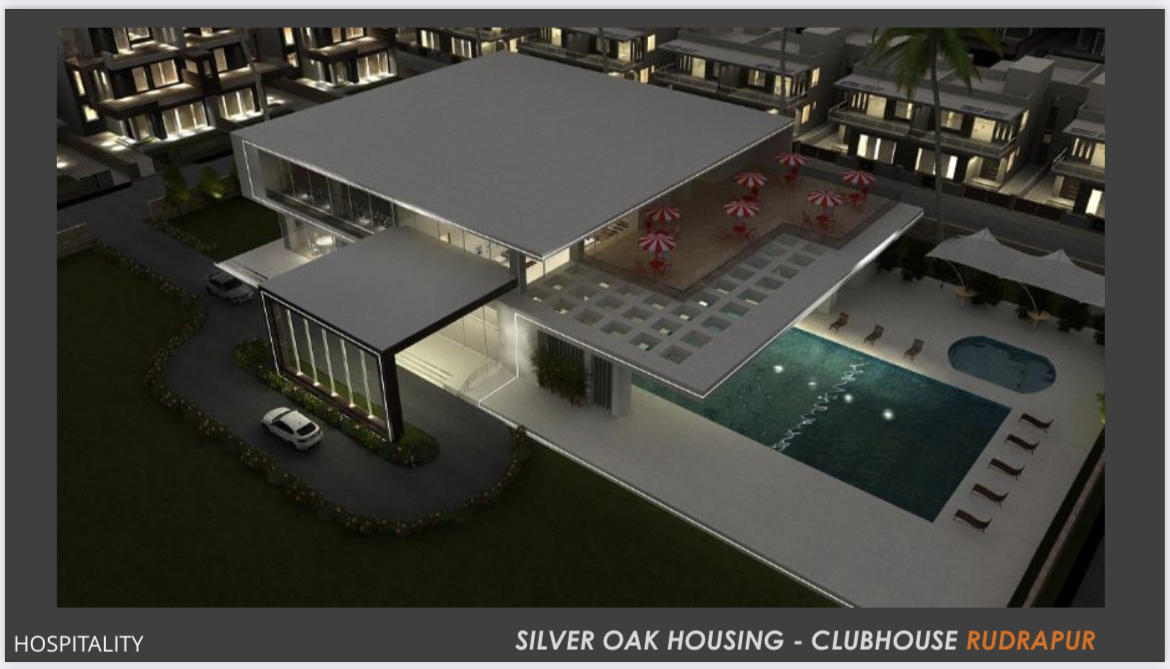 HOSPITALITY
SILVER OAK HOUSING - CLUBHOUSE RUDRAPUR